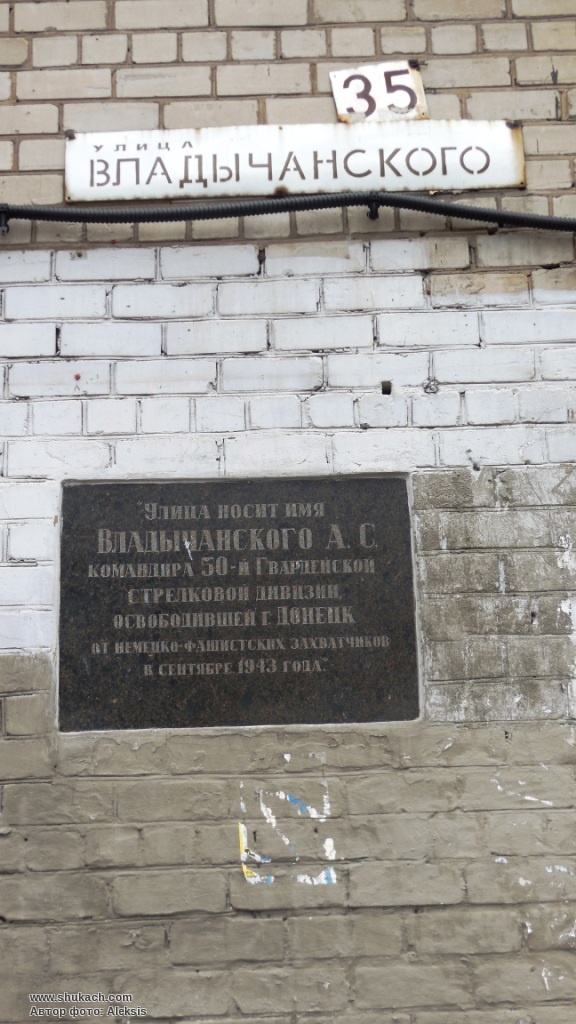 35
УЛИЦА
ВЛАДЫЧАНСКОГО
"Улица носит имя
Владычанского А. С.
командира 50-й Гвардейской
стрелковой дивизии,
освободившей г. Донецк
от немецко-фашистских захватчиков
в сентябре 1943 года."
www.shukach.com
Автор фото: Aleksis